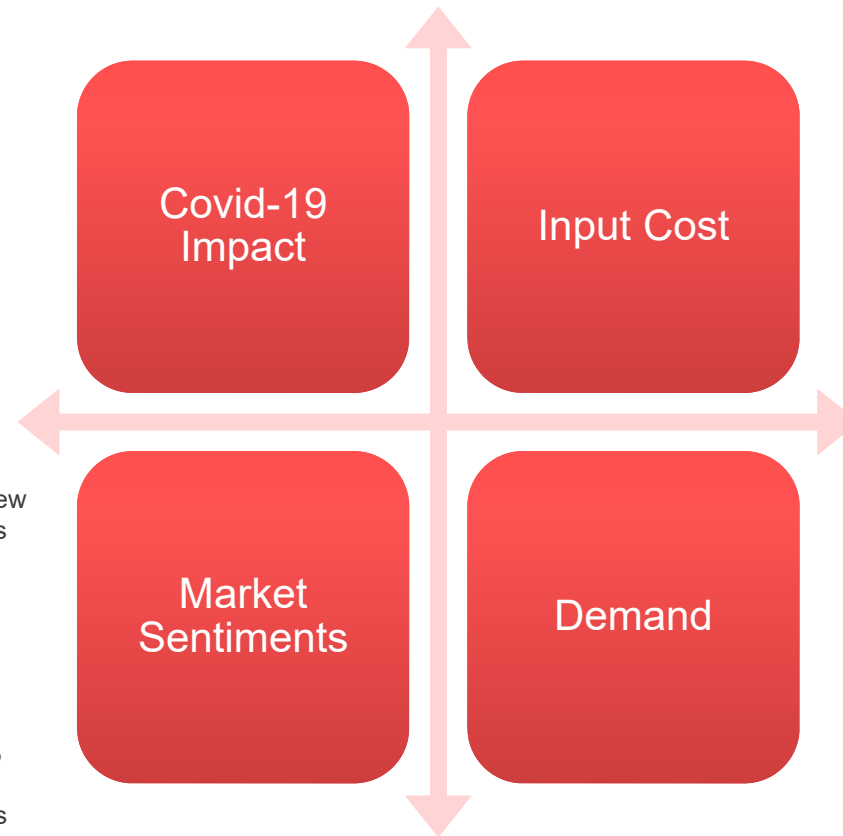 Covid-19
Impact
Input Cost
Market
Sentiments
Demand